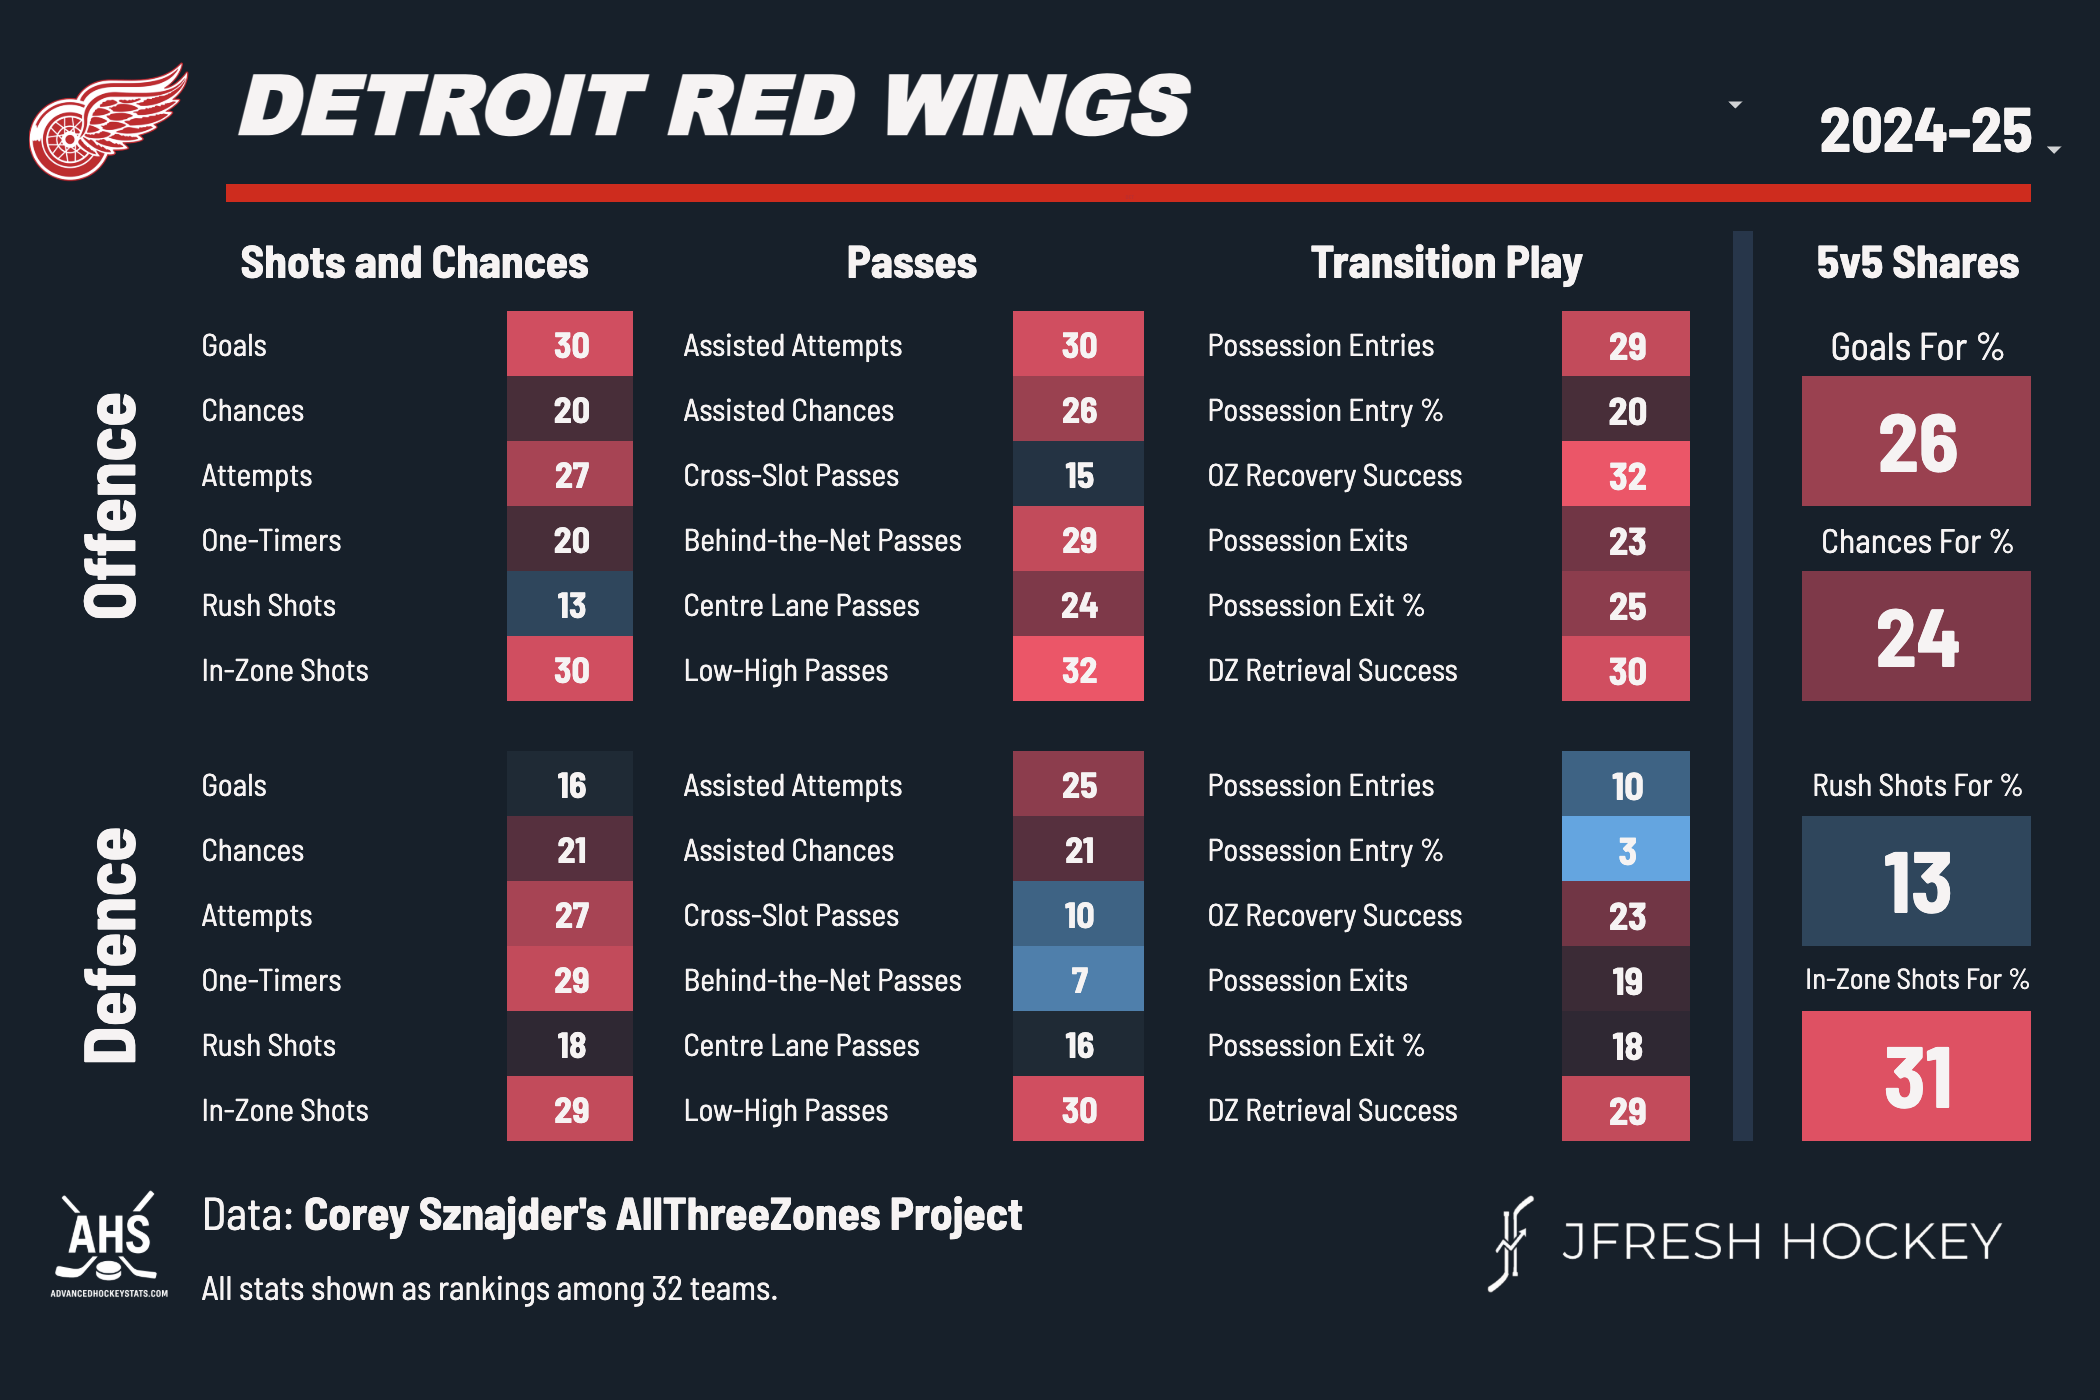 DETROIT RED WINGS
2024-25
Shots and Chances
Passes
Transition Play
5v5 Shares
Offence
Goals 30
Chances 20
Attempts 27
One-Timers 20
Rush Shots 13
In-Zone Shots 30
Assisted Attempts 30
Assisted Chances 26
Cross-Slot Passes 15
Behind-the-Net Passes 29
Centre Lane Passes 24
Low-High Passes 32
Possession Entries 29
Possession Entry % 20
OZ Recovery Success 32
Possession Exits 23
Possession Exit % 25
DZ Retrieval Success 30
Goals For %
26
Chances For %
24
Defence
Goals 16
Chances 21
Attempts 27
One-Timers 29
Rush Shots 18
In-Zone Shots 29
Assisted Attempts 25
Assisted Chances 21
Cross-Slot Passes 10
Behind-the-Net Passes 7
Centre Lane Passes 16
Low-High Passes 30
Possession Entries 10
Possession Entry % 3
OZ Recovery Success 23
Possession Exits 19
Possession Exit % 18
DZ Retrieval Success 29
Rush Shots For %
13
In-Zone Shots For %
31
AHS
ADVANCEDHOCKEYSTATS.COM
Data: Corey Sznajder's AllThreeZones Project
All stats shown as rankings among 32 teams.
JFRESH HOCKEY